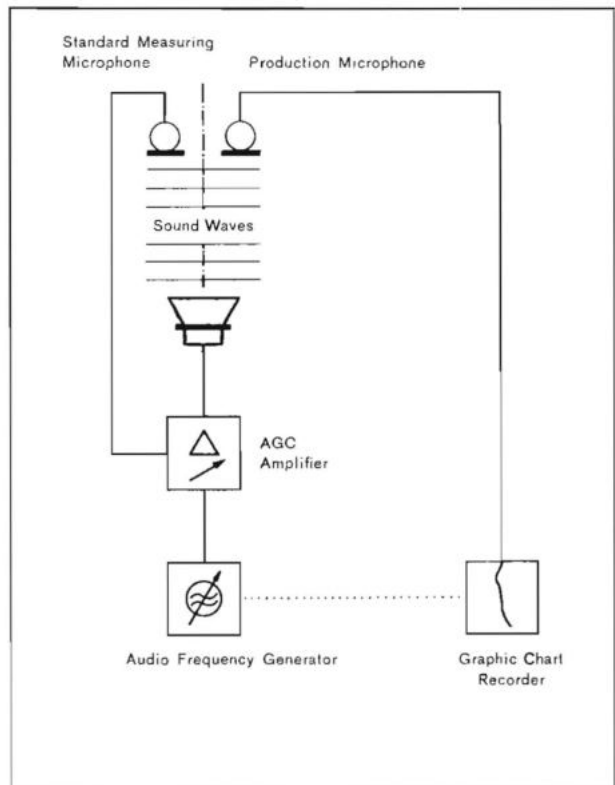 Standard Measuring
Microphone
Production Microphone
Sound Waves
AGC
Amplifier
Audio Frequency Generator
Graphic Chart
Recorder